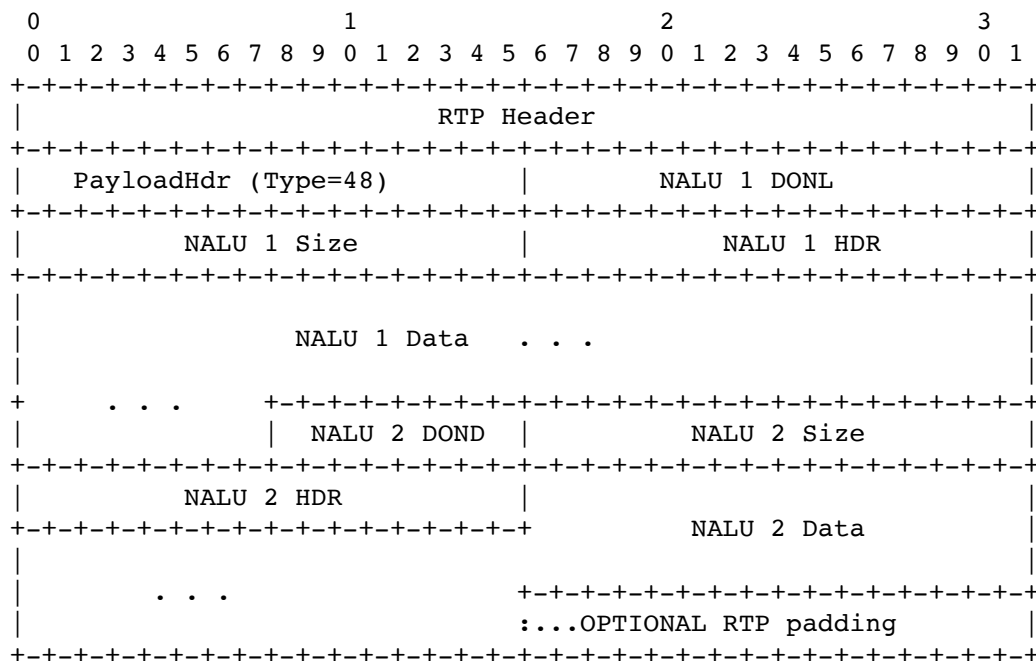 0                   1                   2                   3
 0 1 2 3 4 5 6 7 8 9 0 1 2 3 4 5 6 7 8 9 0 1 2 3 4 5 6 7 8 9 0 1
+-+-+-+-+-+-+-+-+-+-+-+-+-+-+-+-+-+-+-+-+-+-+-+-+-+-+-+-+-+-+-+-+
|                          RTP Header                           |
+-+-+-+-+-+-+-+-+-+-+-+-+-+-+-+-+-+-+-+-+-+-+-+-+-+-+-+-+-+-+-+-+
|   PayloadHdr (Type=48)        |        NALU 1 DONL            |
+-+-+-+-+-+-+-+-+-+-+-+-+-+-+-+-+-+-+-+-+-+-+-+-+-+-+-+-+-+-+-+-+
|          NALU 1 Size          |            NALU 1 HDR         |
+-+-+-+-+-+-+-+-+-+-+-+-+-+-+-+-+-+-+-+-+-+-+-+-+-+-+-+-+-+-+-+-+
|                                                               |
|                 NALU 1 Data   . . .                           |
|                                                               |
+     . . .     +-+-+-+-+-+-+-+-+-+-+-+-+-+-+-+-+-+-+-+-+-+-+-+-+
|               |  NALU 2 DOND  |          NALU 2 Size          |
+-+-+-+-+-+-+-+-+-+-+-+-+-+-+-+-+-+-+-+-+-+-+-+-+-+-+-+-+-+-+-+-+
|          NALU 2 HDR           |                               |
+-+-+-+-+-+-+-+-+-+-+-+-+-+-+-+-+          NALU 2 Data          |
|                                                               |
|        . . .                  +-+-+-+-+-+-+-+-+-+-+-+-+-+-+-+-+
|                               :...OPTIONAL RTP padding        |
+-+-+-+-+-+-+-+-+-+-+-+-+-+-+-+-+-+-+-+-+-+-+-+-+-+-+-+-+-+-+-+-+